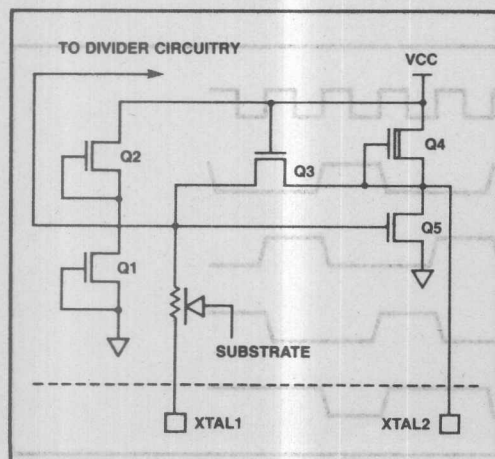 TO DIVIDER CIRCUITRY
VCC
Q2
Q4
Q3
Q5
Q1
SUBSTRATE
XTAL1
XTAL2